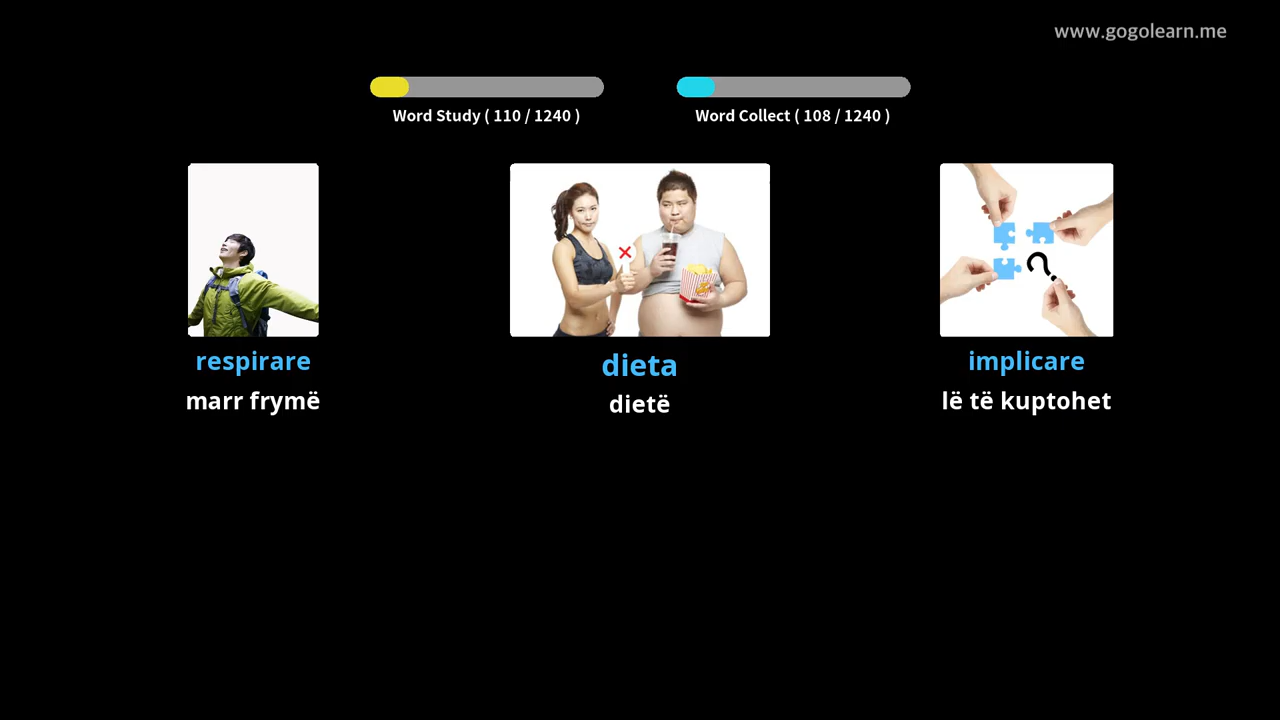 www.gogolearn.me
Word Study ( 110 / 1240 )
Word Collect ( 108 / 1240 )
respirare
marr frymë
dieta
dietë
implicare
lë të kuptohet